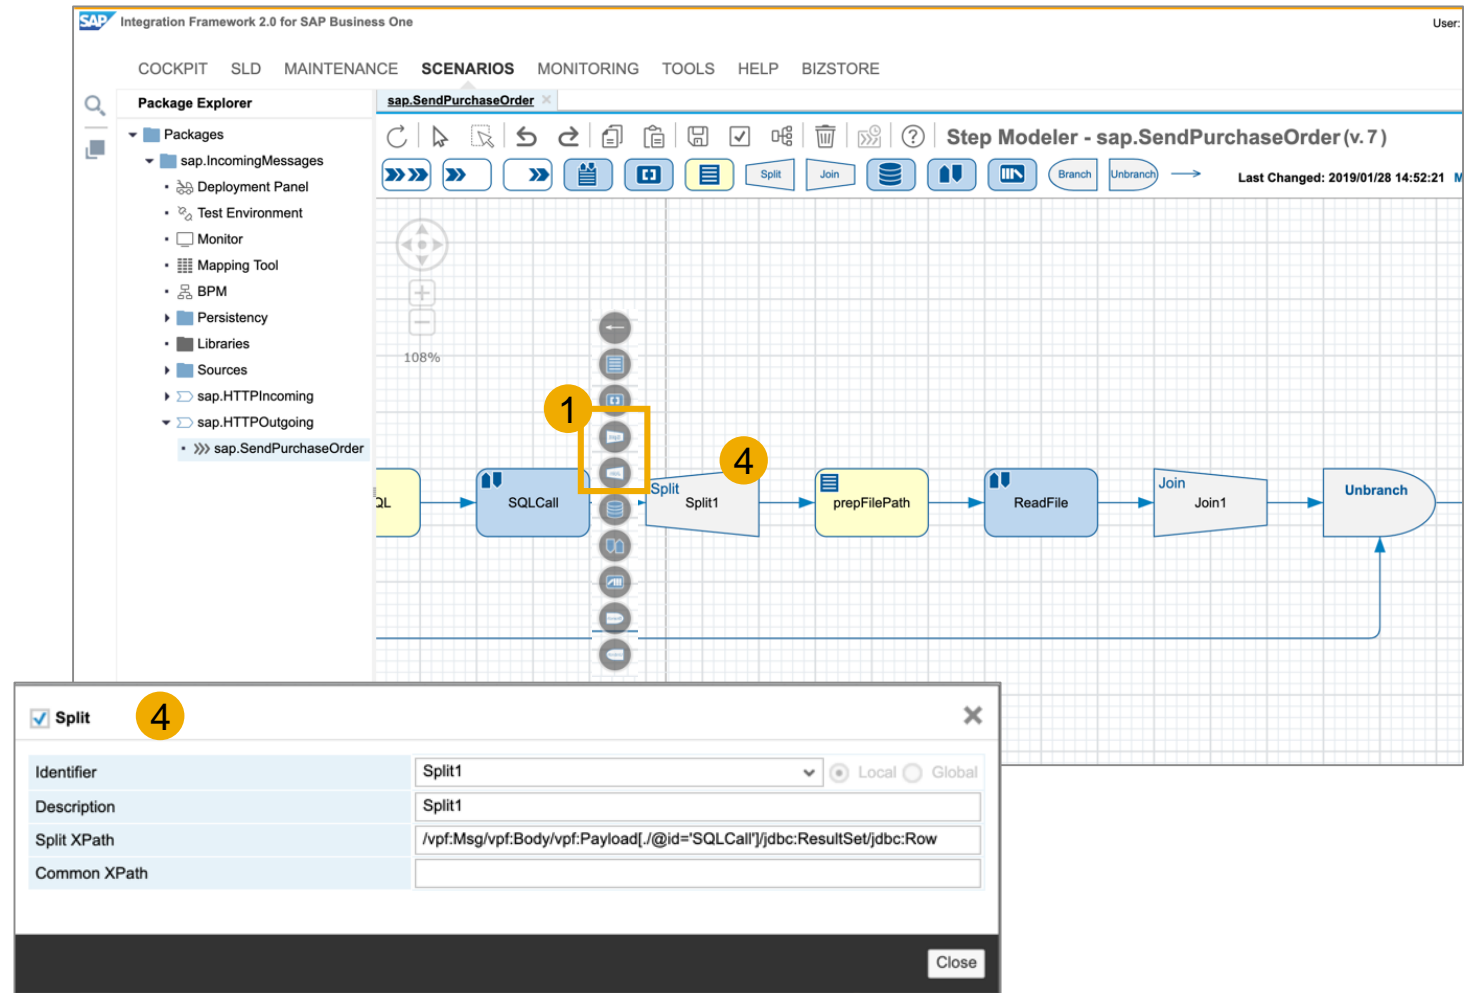 SAP Integration Framework 2.0 for SAP Business One
User:
COCKPIT SLD MAINTENANCE SCENARIOS MONITORING TOOLS HELP BIZSTORE
Package Explorer
sap.SendPurchaseOrder
Packages
Step Modeler - sap.SendPurchaseOrder (v. 7)
sap.IncomingMessages
Split Join Branch Unbranch
Last Changed: 2019/01/28 14:52:21 M
Deployment Panel
Test Environment
Monitor
Mapping Tool
BPM
Persistency
Libraries
Sources
sap.HTTPIncoming
sap.HTTPOutgoing
sap.SendPurchaseOrder
108%
1
4
QL
SQLCall
Split
Split1
prepFilePath
ReadFile
Join
Join1
Unbranch
Split
4
Identifier Split1 Local Global
Description Split1
Split XPath /vpf:Msg/vpf:Body/vpf:Payload[./@id='SQLCall']/jdbc:ResultSet/jdbc:Row
Common XPath
Close